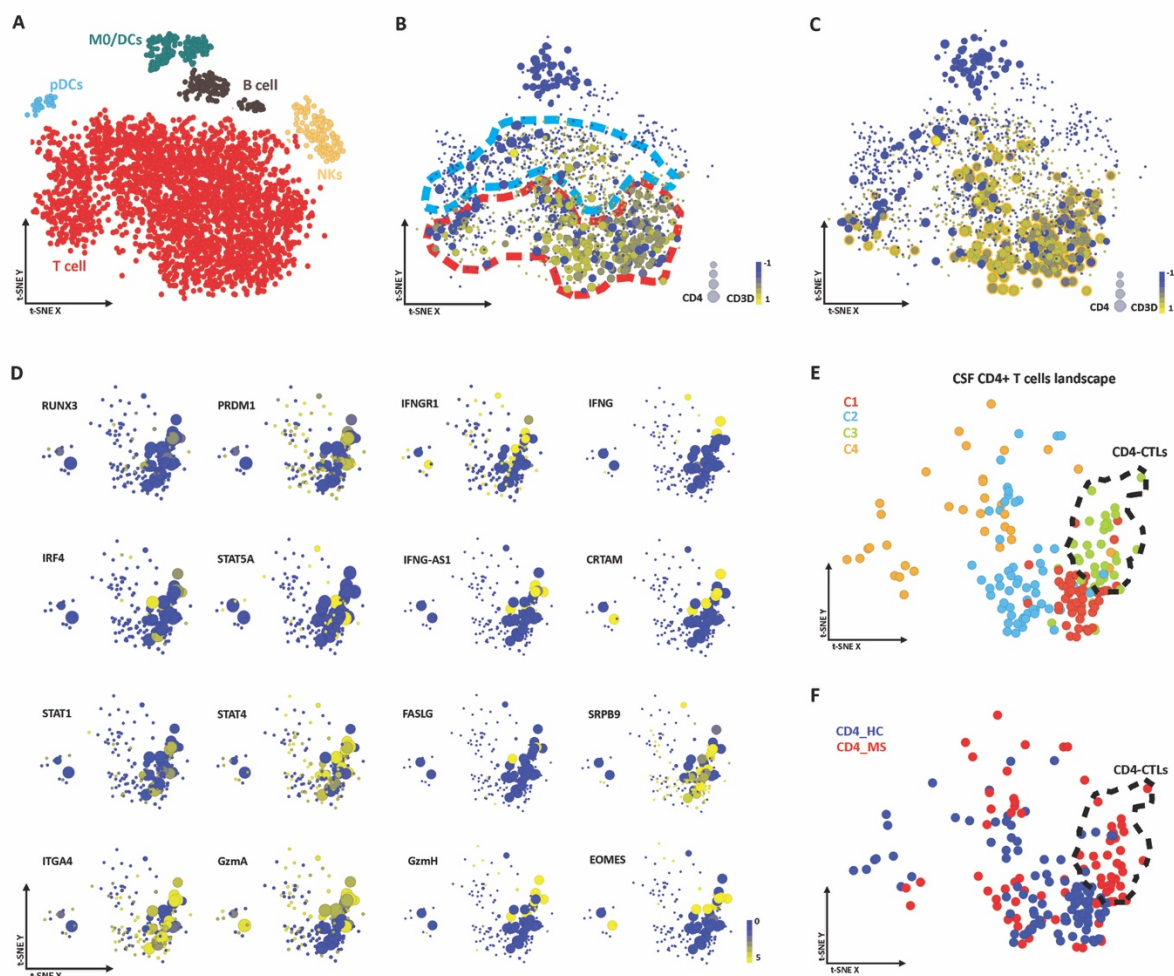 A
M0/DCs
pDCs
B cell
NKs
T cell
t-SNE Y
t-SNE X
B
t-SNE Y
t-SNE X
CD4
CD3D
-1
1
C
t-SNE Y
t-SNE X
CD4
CD3D
-1
1
D
RUNX3
PRDM1
IFNGR1
IFNG
IRF4
STAT5A
IFNG-AS1
CRTAM
STAT1
STAT4
FASLG
SRPB9
ITGA4
GzmA
GzmH
EOMES
t-SNE Y
t-SNE X
0
5
E
CSF CD4+ T cells landscape
C1
C2
C3
C4
CD4-CTLs
t-SNE Y
t-SNE X
F
CD4_HC
CD4_MS
CD4-CTLs
t-SNE Y
t-SNE X